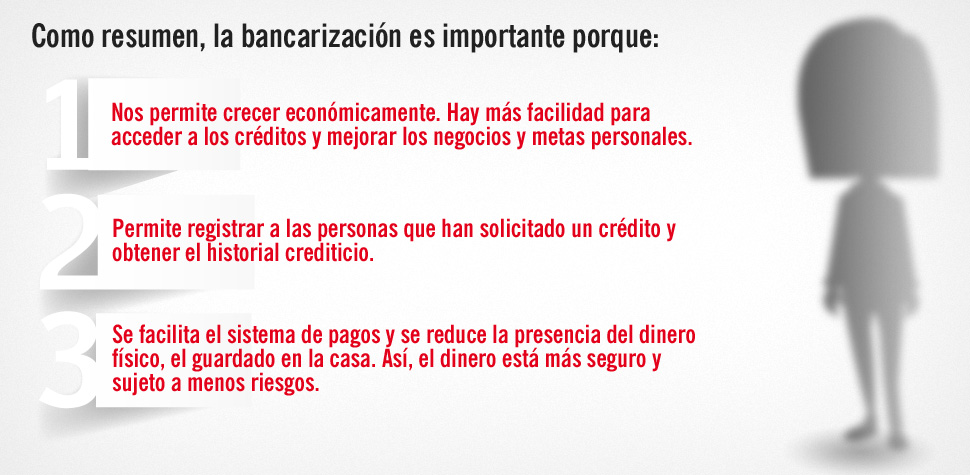 Como resumen, la bancarización es importante porque:
1
Nos permite crecer económicamente. Hay más facilidad para
acceder a los créditos y mejorar los negocios y metas personales.
2
Permite registrar a las personas que han solicitado un crédito y
obtener el historial crediticio.
3
Se facilita el sistema de pagos y se reduce la presencia del dinero
físico, el guardado en la casa. Así, el dinero está más seguro y
sujeto a menos riesgos.